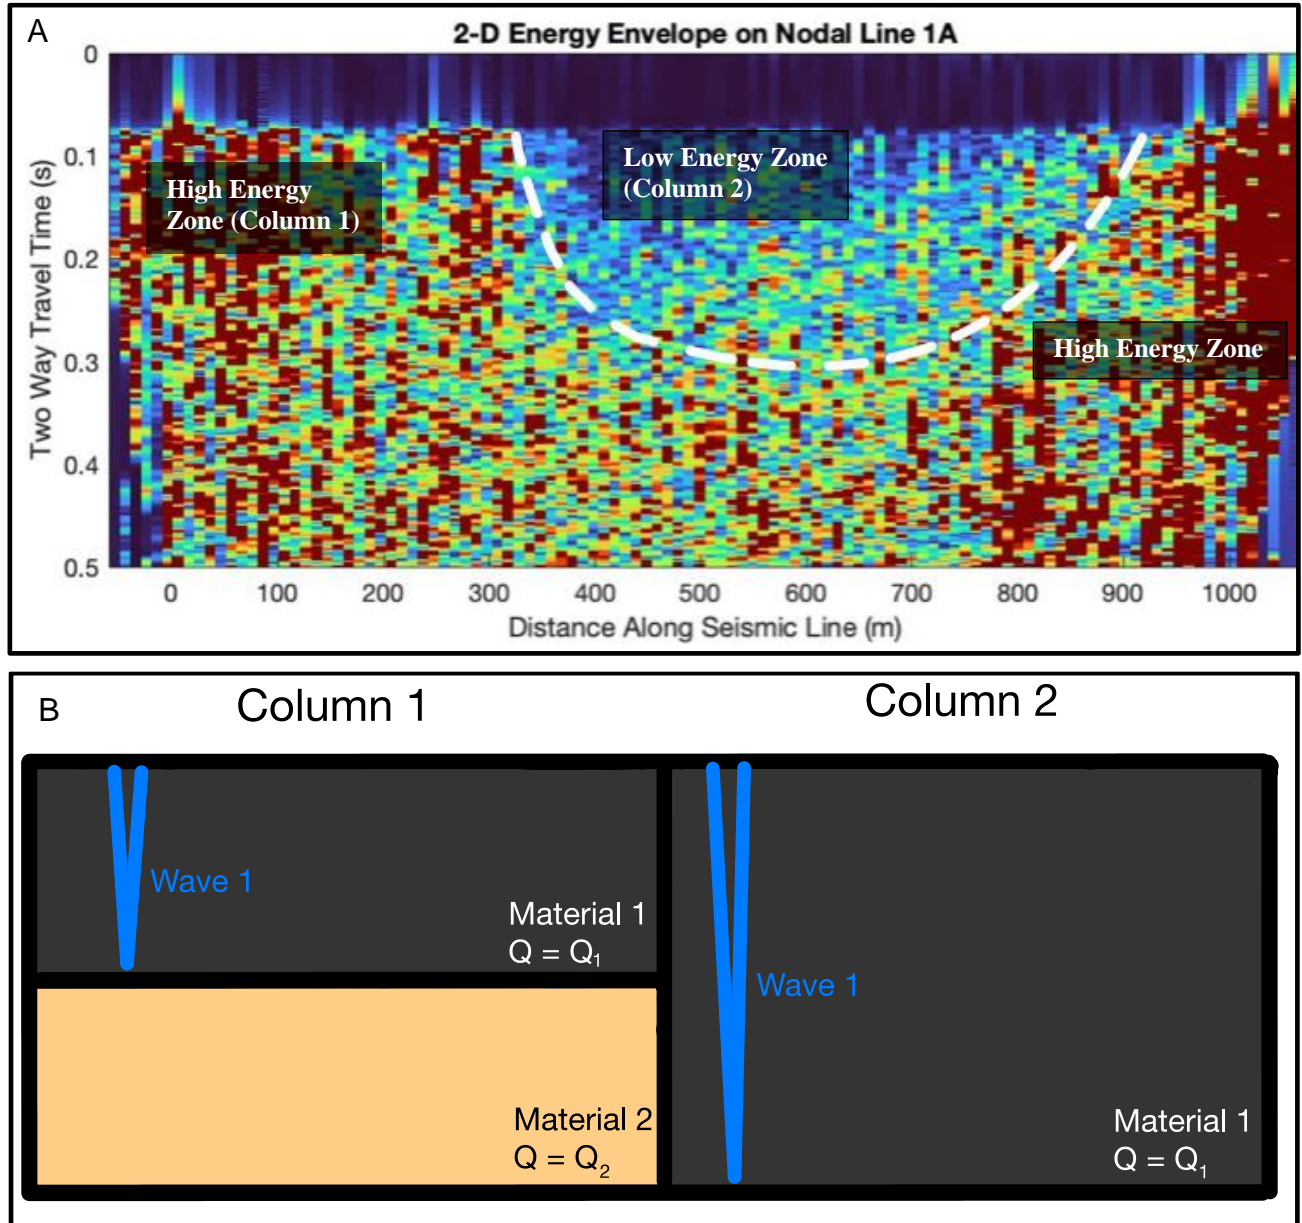 A
2-D Energy Envelope on Nodal Line 1A
0
0.1
0.2
0.3
0.4
0.5
Two Way Travel Time (s)
High Energy
Zone (Column 1)
Low Energy Zone
(Column 2)
High Energy Zone
0 100 200 300 400 500 600 700 800 900 1000
Distance Along Seismic Line (m)
B
Column 1
Column 2
Wave 1
Material 1
Q = Q₁
Material 2
Q = Q₂
Wave 1
Material 1
Q = Q₁